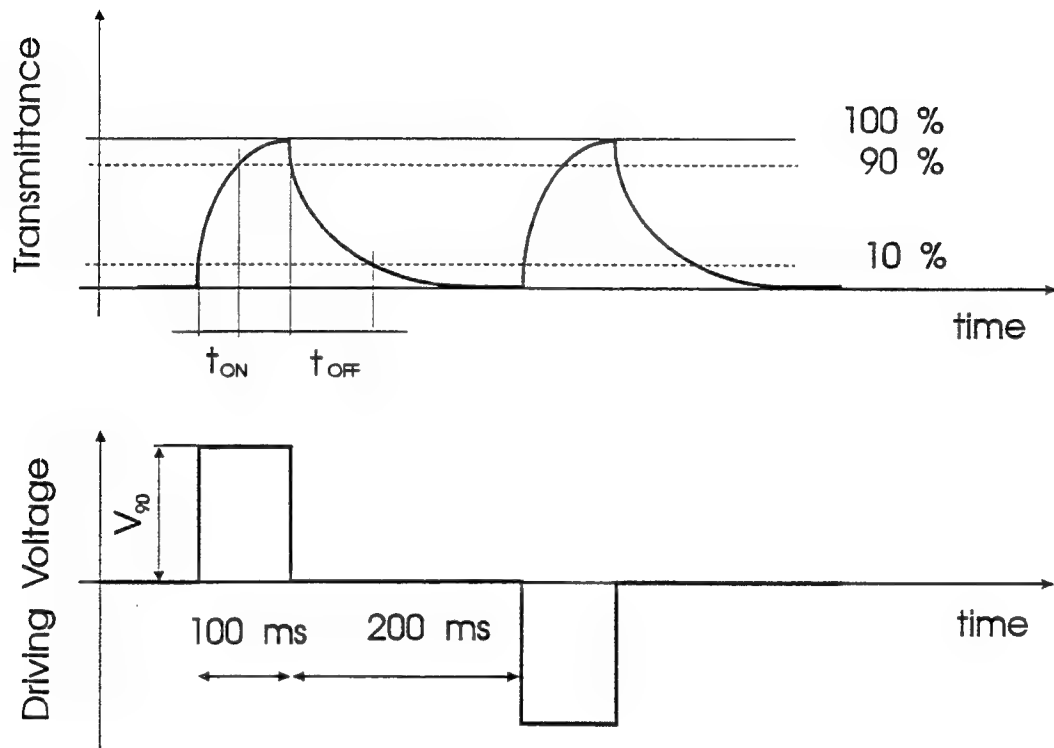 Transmittance
100 %
90 %
10 %
time
tON
tOFF
Driving Voltage
V90
100 ms
200 ms
time